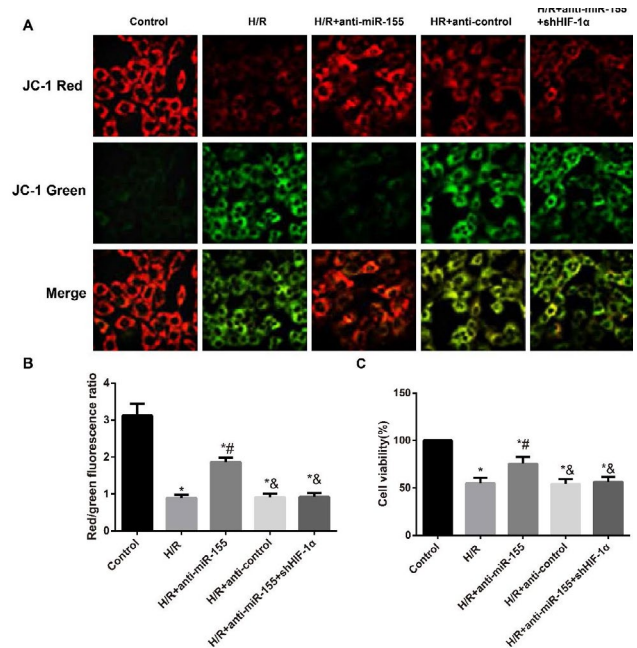 A
Control
H/R
H/R+anti-miR-155
HR+anti-control
H/R+anti-miR-155
+shHIF-1α
JC-1 Red
JC-1 Green
Merge
B
Red/green fluorescence ratio
4
3
2
1
0
*
*#
*&
*&
Control
H/R
H/R+anti-miR-155
H/R+anti-control
H/R+anti-miR-155+shHIF-1α
C
Cell viability(%)
150
100
50
0
*
*#
*&
*&
Control
H/R
H/R+anti-miR-155
H/R+anti-control
H/R+anti-miR-155+shHIF-1α